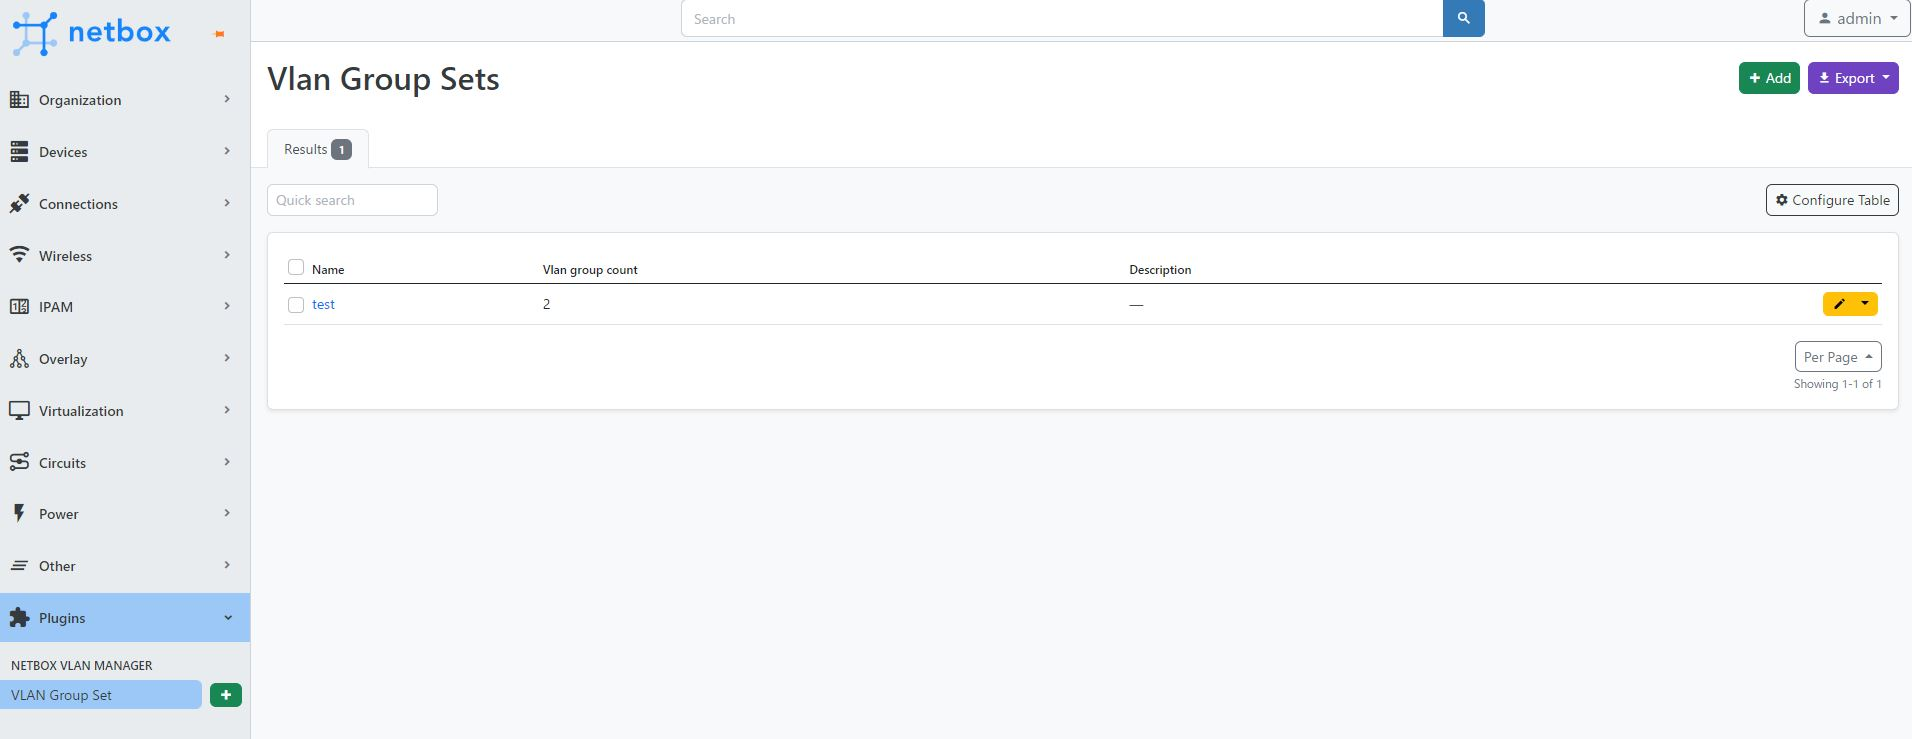 netbox
Search
admin
Organization
Devices
Connections
Wireless
IPAM
Overlay
Virtualization
Circuits
Power
Other
Plugins
NETBOX VLAN MANAGER
VLAN Group Set
Vlan Group Sets
Add
Export
Results 1
Quick search
Configure Table
Name Vlan group count Description
test 2 —
Per Page
Showing 1-1 of 1